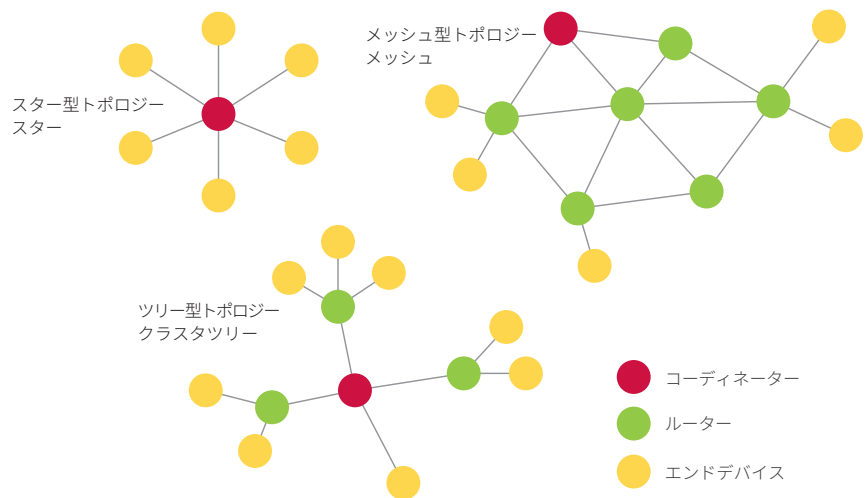 スター型トポロジー
スター
メッシュ型トポロジー
メッシュ
ツリー型トポロジー
クラスタツリー
コーディネーター
ルーター
エンドデバイス